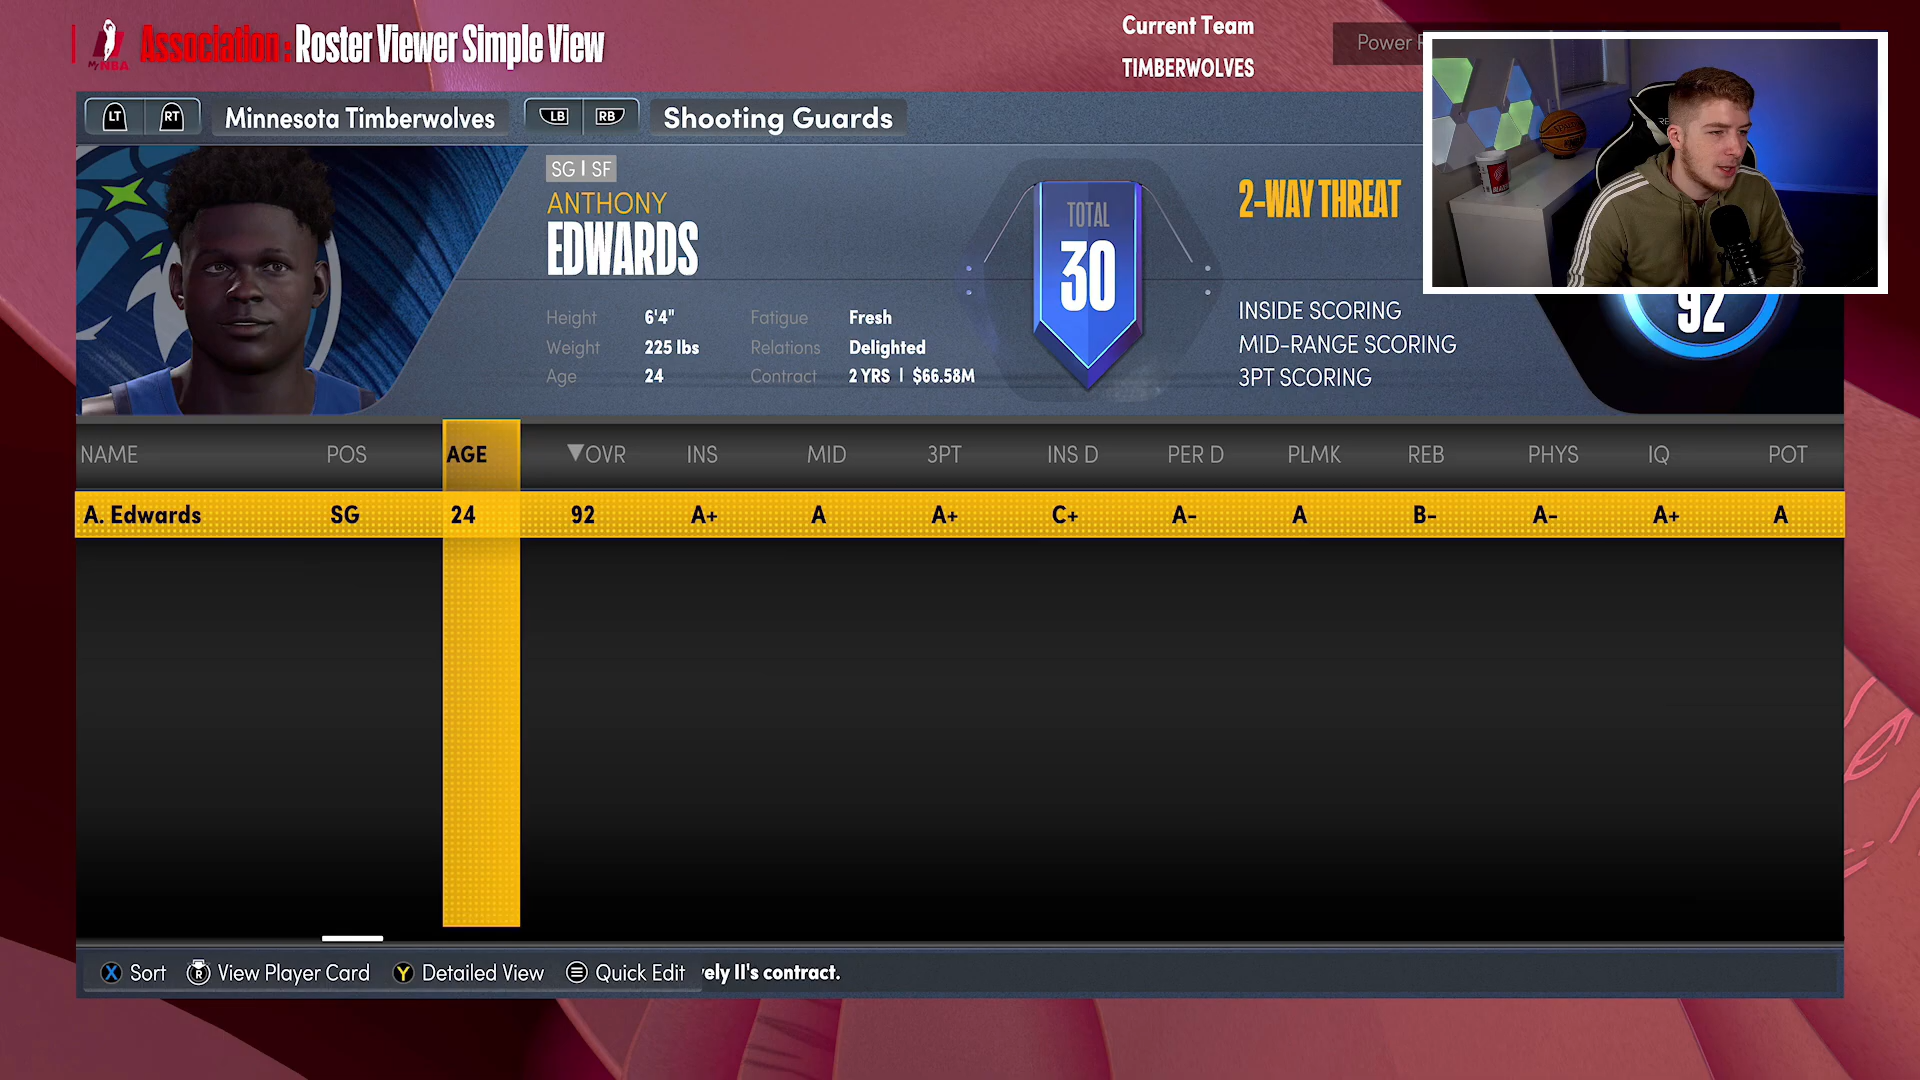 MyNBA
Association : Roster Viewer Simple View
Current Team
TIMBERWOLVES
Power
LT RT Minnesota Timberwolves LB RB Shooting Guards
SG | SF
ANTHONY
EDWARDS
Height 6'4" Fatigue Fresh
Weight 225 lbs Relations Delighted
Age 24 Contract 2 YRS | $66.58M
TOTAL
30
2-WAY THREAT
INSIDE SCORING
MID-RANGE SCORING
3PT SCORING
92
NAME POS AGE ▼OVR INS MID 3PT INS D PER D PLMK REB PHYS IQ POT
A. Edwards SG 24 92 A+ A A+ C+ A- A B- A- A+ A
X Sort R View Player Card Y Detailed View Quick Edit ely II's contract.